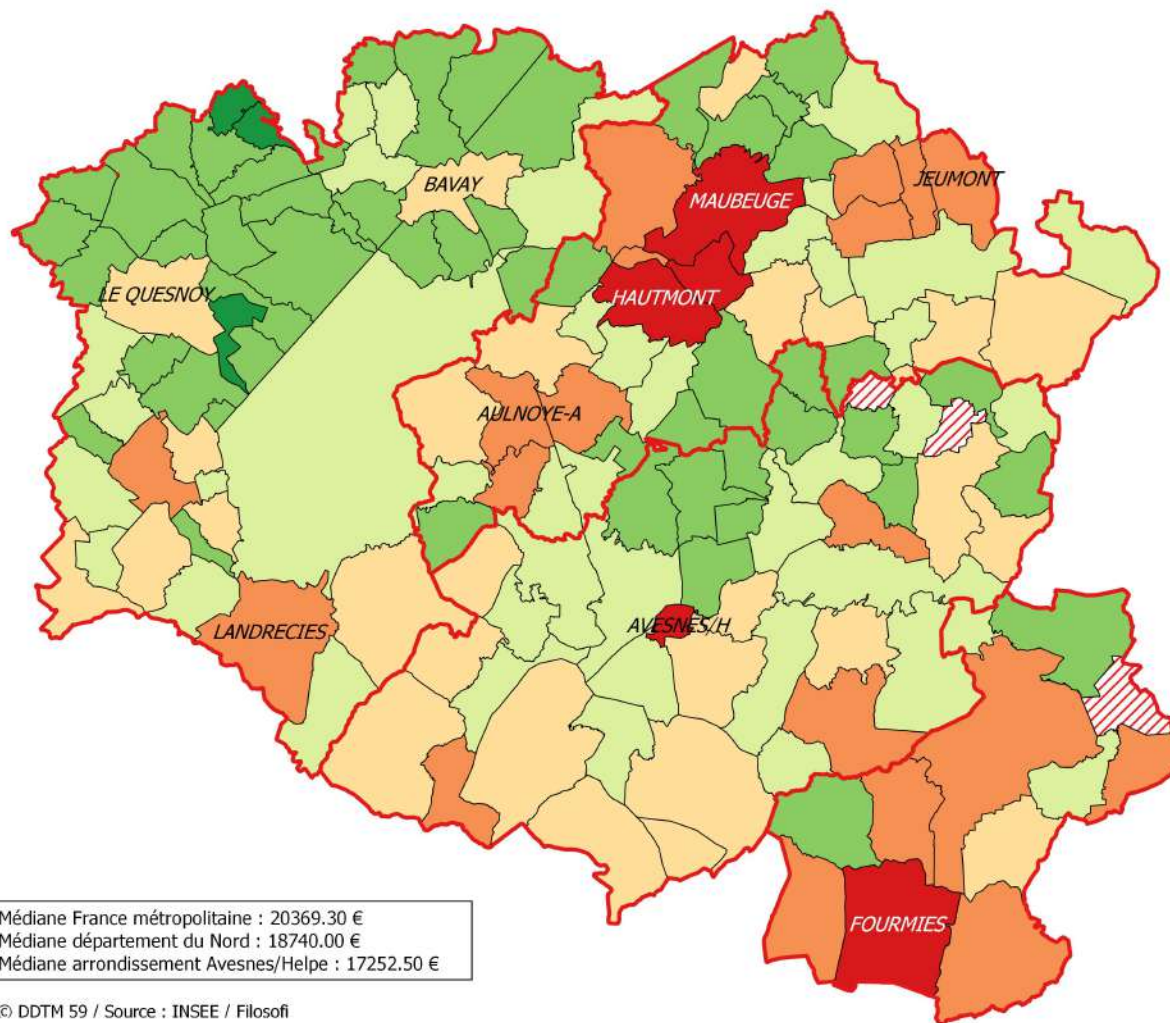 BAVAY
MAUBEUGE
JEUMONT
LE QUESNOY
HAUTMONT
AULNOYE-A
LANDRECIES
AVESNES/H
FOURMIES
Médiane France métropolitaine : 20369.30 €
Médiane département du Nord : 18740.00 €
Médiane arrondissement Avesnes/Helpe : 17252.50 €
© DDTM 59 / Source : INSEE / Filosofi